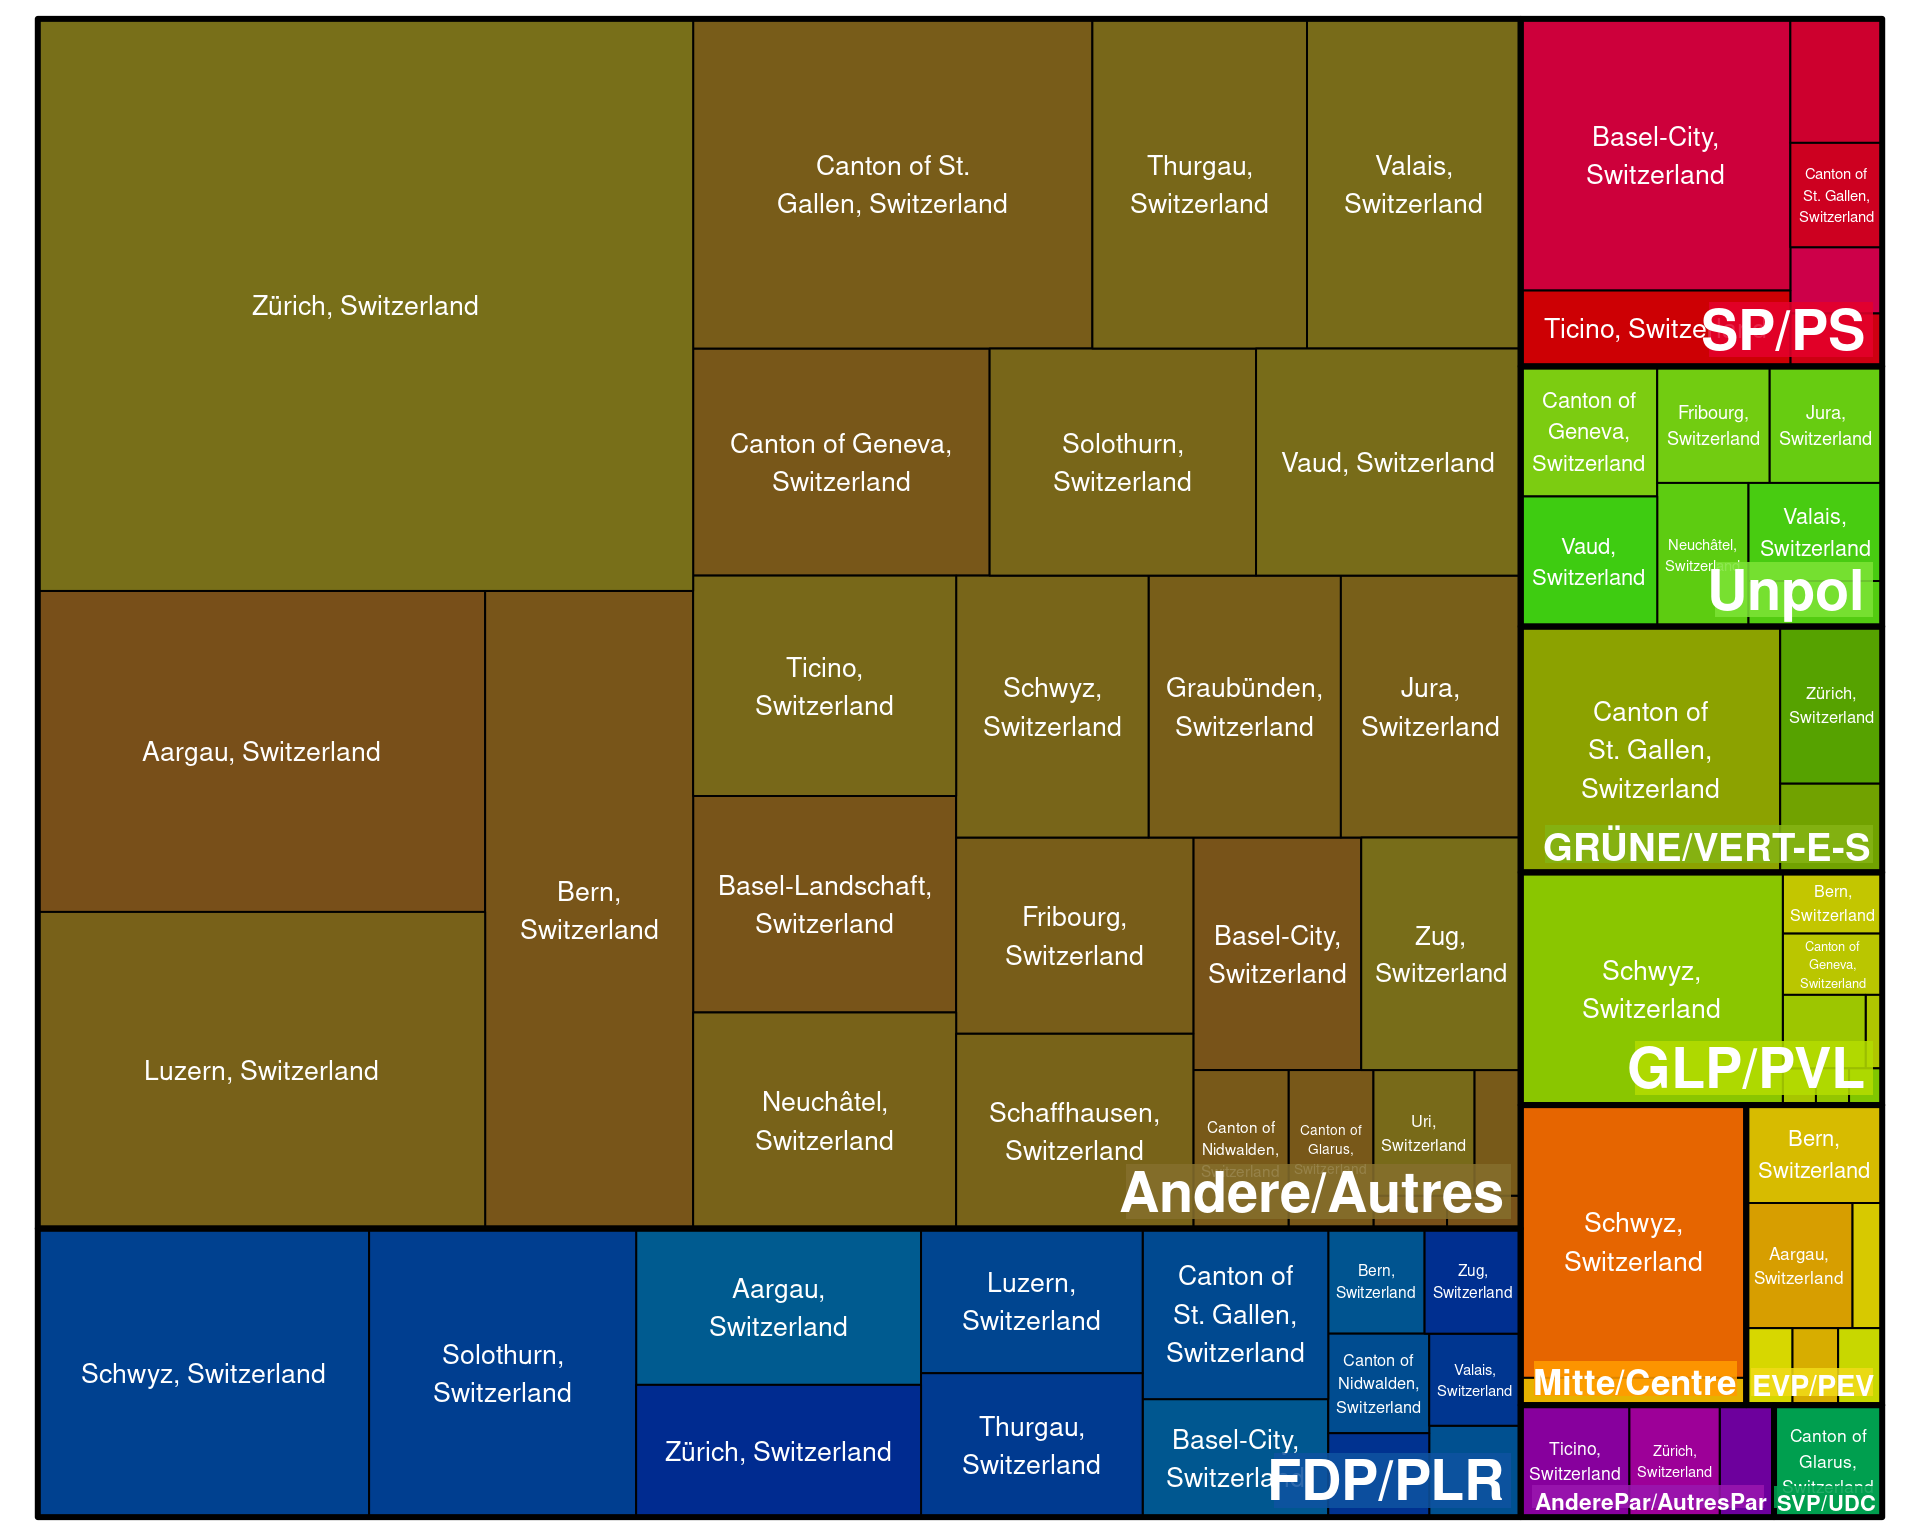 Zürich, Switzerland
Canton of St.
Gallen, Switzerland
Thurgau,
Switzerland
Valais,
Switzerland
Canton of Geneva,
Switzerland
Solothurn,
Switzerland
Vaud, Switzerland
Aargau, Switzerland
Luzern, Switzerland
Bern,
Switzerland
Ticino,
Switzerland
Schwyz,
Switzerland
Graubünden,
Switzerland
Jura,
Switzerland
Basel-Landschaft,
Switzerland
Neuchâtel,
Switzerland
Fribourg,
Switzerland
Basel-City,
Switzerland
Zug,
Switzerland
Schaffhausen,
Switzerland
Canton of
Nidwalden,
Switzerland
Canton of
Glarus,
Switzerland
Uri,
Switzerland
Andere/Autres
Schwyz, Switzerland
Solothurn,
Switzerland
Aargau,
Switzerland
Zürich, Switzerland
Luzern,
Switzerland
Thurgau,
Switzerland
Canton of
St. Gallen,
Switzerland
Basel-City,
Switzerland
Bern,
Switzerland
Zug,
Switzerland
Canton of
Nidwalden,
Switzerland
Valais,
Switzerland
FDP/PLR
Basel-City,
Switzerland
Canton of
St. Gallen,
Switzerland
Ticino, Switzerland
SP/PS
Canton of
Geneva,
Switzerland
Fribourg,
Switzerland
Jura,
Switzerland
Vaud,
Switzerland
Neuchâtel,
Switzerland
Valais,
Switzerland
Unpol
Canton of
St. Gallen,
Switzerland
Zürich,
Switzerland
GRÜNE/VERT-E-S
Schwyz,
Switzerland
Bern,
Switzerland
Canton of
Geneva,
Switzerland
GLP/PVL
Schwyz,
Switzerland
Mitte/Centre
Bern,
Switzerland
Aargau,
Switzerland
EVP/PEV
Ticino,
Switzerland
Zürich,
Switzerland
AnderePar/AutresPar
Canton of
Glarus,
Switzerland
SVP/UDC